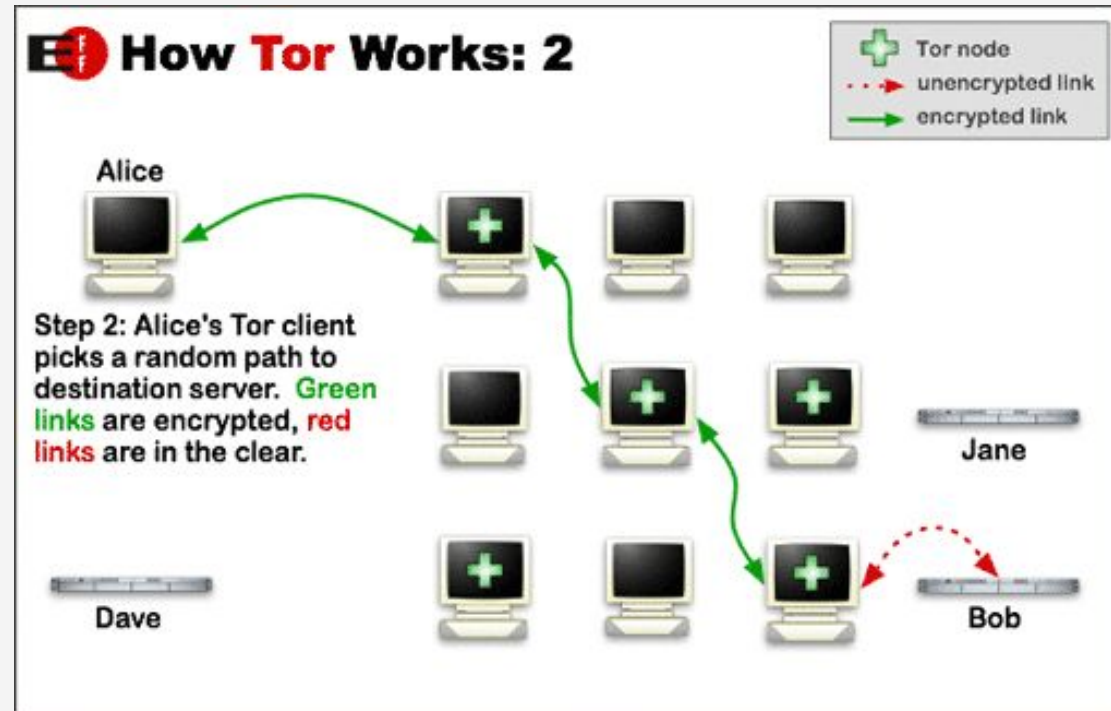 EFF How Tor Works: 2
Tor node
unencrypted link
encrypted link
Alice
Step 2: Alice's Tor client
picks a random path to
destination server. Green
links are encrypted, red
links are in the clear.
Jane
Dave
Bob